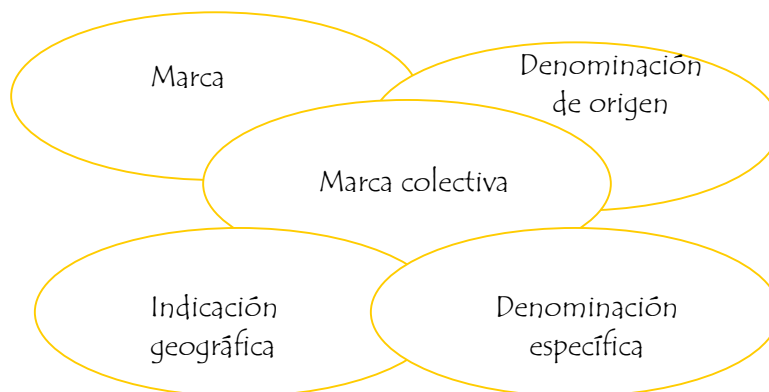 Marca
Denominación
de origen
Marca colectiva
Indicación
geográfica
Denominación
específica